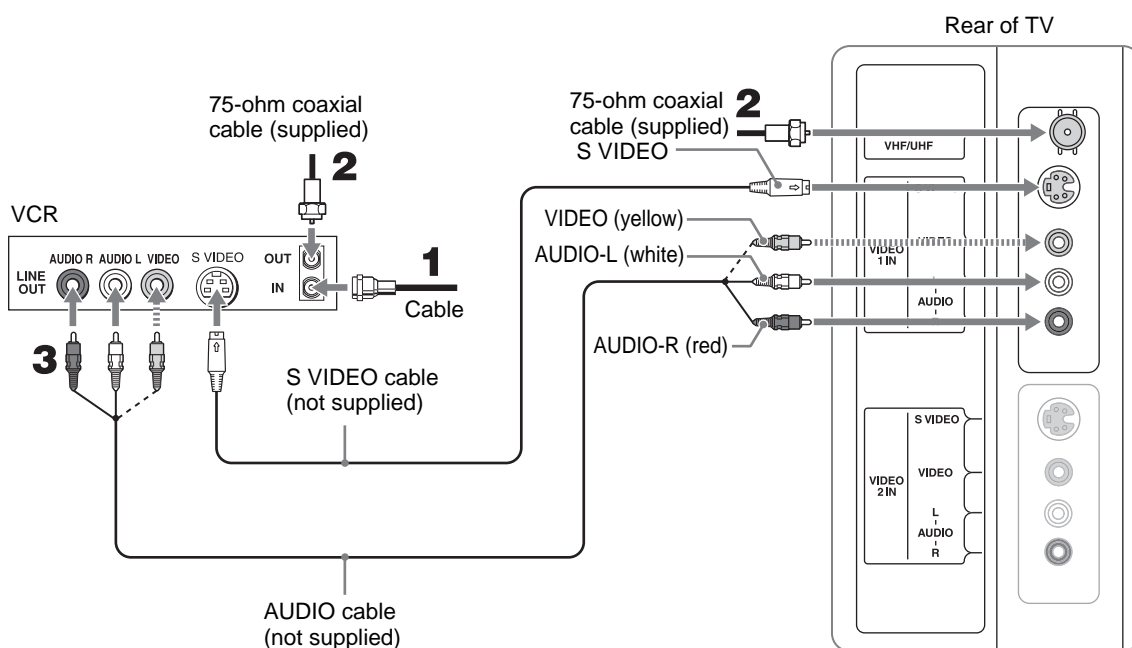 Rear of TV
75-ohm coaxial
cable (supplied)
2
75-ohm coaxial
cable (supplied)
2
S VIDEO
VHF/UHF
VCR
VIDEO (yellow)
AUDIO-L (white)
AUDIO-R (red)
VIDEO
1 IN
AUDIO
LINE
OUT
AUDIO R
AUDIO L
VIDEO
S VIDEO
OUT
IN
1
Cable
3
S VIDEO cable
(not supplied)
AUDIO cable
(not supplied)
VIDEO
2 IN
S VIDEO
VIDEO
L
AUDIO
R